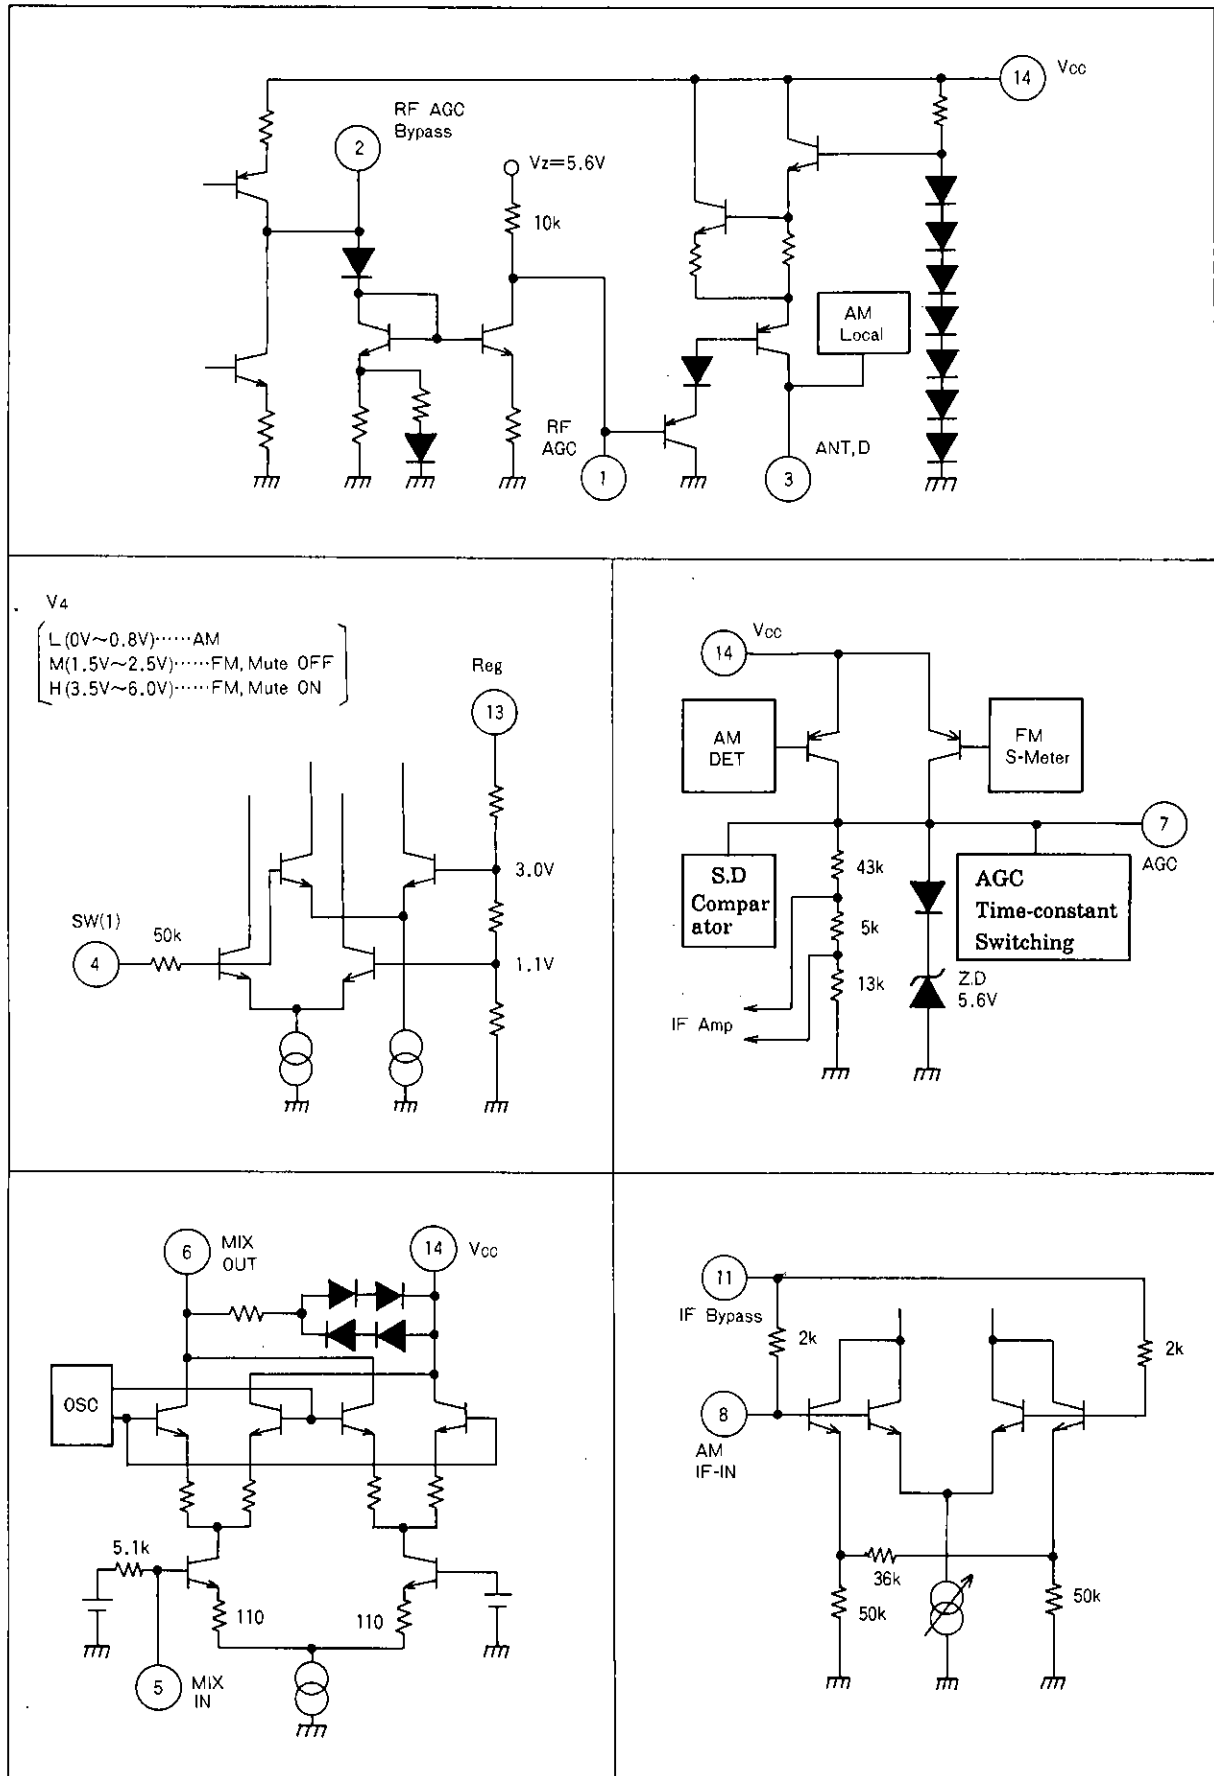 14 Vcc
RF AGC
Bypass
2
Vz=5.6V
10k
AM
Local
RF
AGC
1
3
ANT,D
V4
L(0V~0.8V)······AM
M(1.5V~2.5V)······FM, Mute OFF
H(3.5V~6.0V)······FM, Mute ON
Reg
13
3.0V
SW(1)
4
50k
1.1V
14
Vcc
AM
DET
FM
S-Meter
7
AGC
S.D
Compar
ator
43k
5k
13k
AGC
Time-constant
Switching
Z.D
5.6V
IF Amp
6
MIX
OUT
14
Vcc
OSC
5.1k
110
110
5
MIX
IN
11
IF Bypass
2k
2k
8
AM
IF-IN
36k
50k
50k